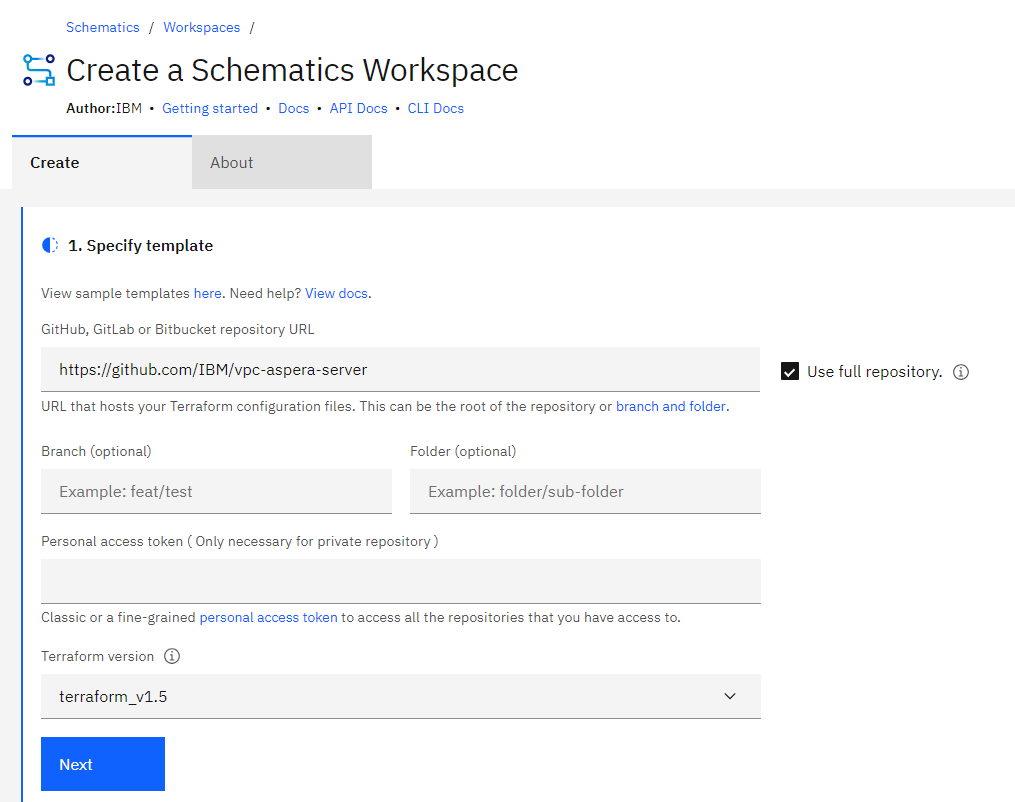 Schematics / Workspaces /
Create a Schematics Workspace
Author:IBM • Getting started • Docs • API Docs • CLI Docs
Create About
1. Specify template
View sample templates here. Need help? View docs.
GitHub, GitLab or Bitbucket repository URL
https://github.com/IBM/vpc-aspera-server
Use full repository.
URL that hosts your Terraform configuration files. This can be the root of the repository or branch and folder.
Branch (optional) Folder (optional)
Example: feat/test Example: folder/sub-folder
Personal access token ( Only necessary for private repository )
Classic or a fine-grained personal access token to access all the repositories that you have access to.
Terraform version
terraform_v1.5
Next